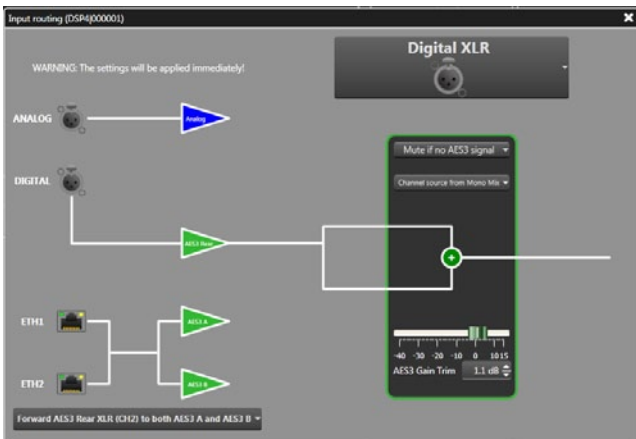 Input routing (DSP4|000001)
Digital XLR
WARNING: The settings will be applied immediately!
ANALOG
Analog
Mute if no AES3 signal
DIGITAL
Channel source from Mono Mix
AES3 Rear
ETH1
AES3 A
-40 -30 -20 -10 0 10 15
AES3 Gain Trim 1.1 dB
ETH2
AES3 B
Forward AES3 Rear XLR (CH2) to both AES3 A and AES3 B